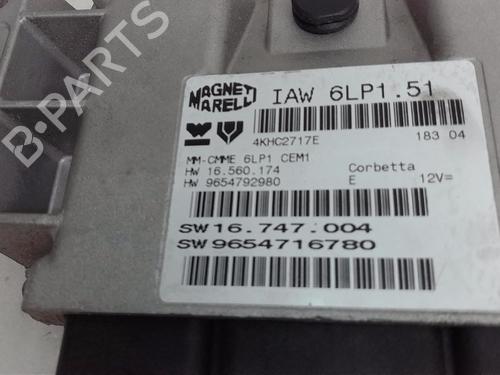 B-PARTS
MAGNETI MARELLI
IAW 6LP1.51
4KHC2717E
183 04
MM-CMME 6LP1 CEM1
HW 16.560.174
Corbetta
HW 9654792980
E
12V=
SW16.747.004
SW9654716780